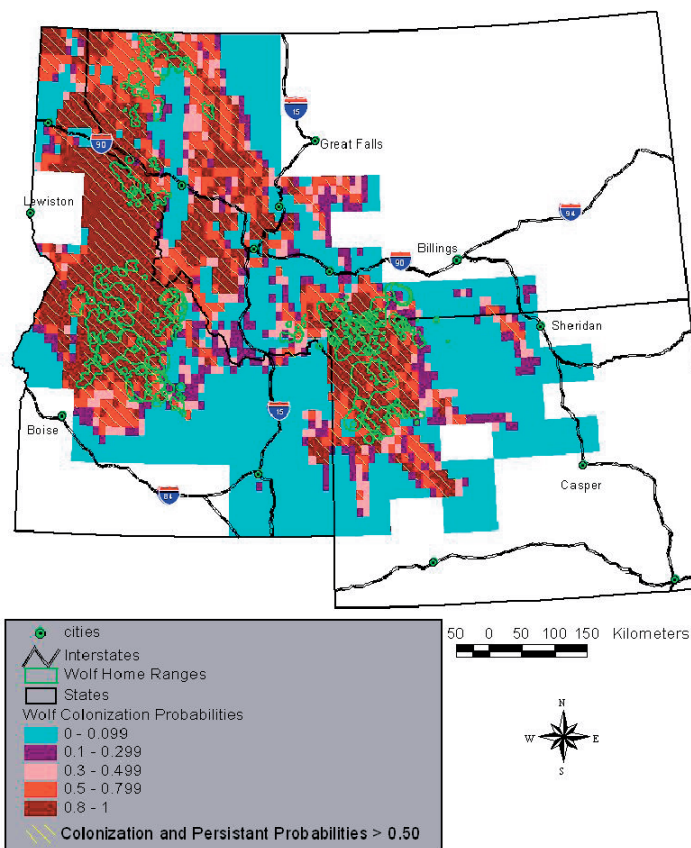 15
Great Falls
90
Lewiston
94
Billings
90
Sheridan
15
Boise
Casper
84
cities
Interstates
Wolf Home Ranges
States
Wolf Colonization Probabilities
0 - 0.099
0.1 - 0.299
0.3 - 0.499
0.5 - 0.799
0.8 - 1
Colonization and Persistant Probabilities > 0.50
50 0 50 100 150 Kilometers
N
W E
S